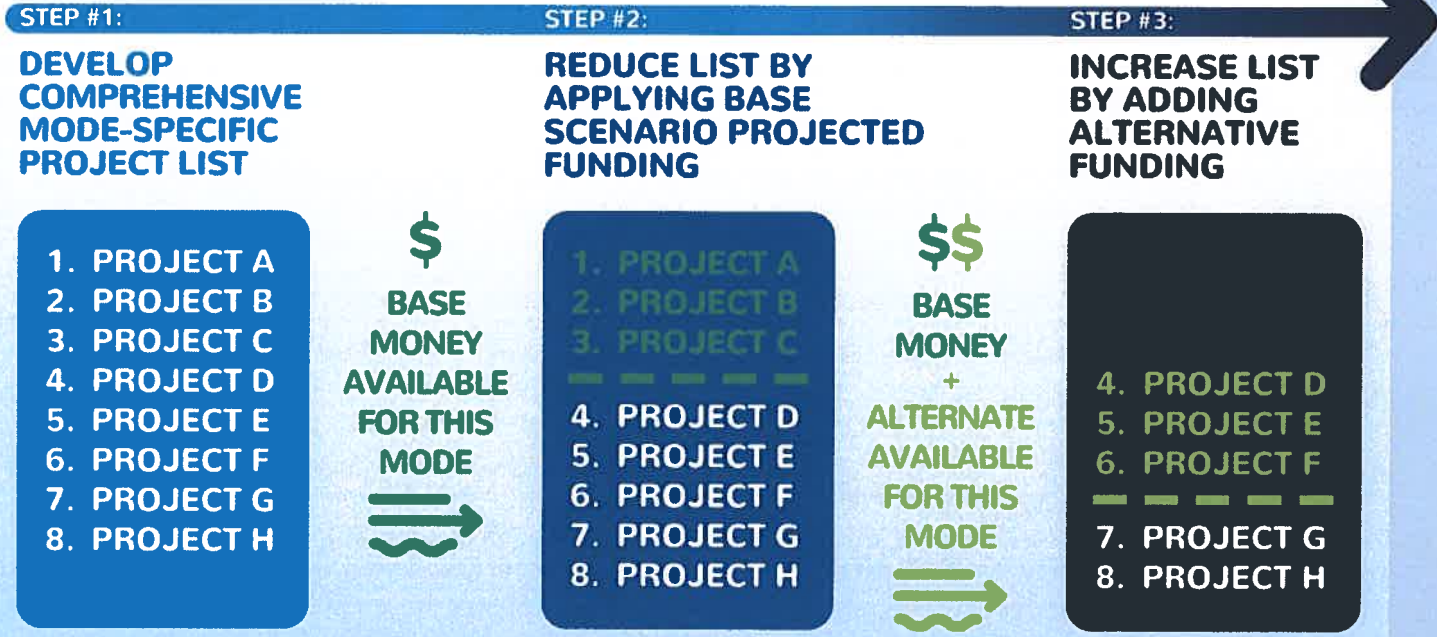 STEP #1:
DEVELOP
COMPREHENSIVE
MODE-SPECIFIC
PROJECT LIST
1. PROJECT A
2. PROJECT B
3. PROJECT C
4. PROJECT D
5. PROJECT E
6. PROJECT F
7. PROJECT G
8. PROJECT H
$
BASE
MONEY
AVAILABLE
FOR THIS
MODE
STEP #2:
REDUCE LIST BY
APPLYING BASE
SCENARIO PROJECTED
FUNDING
1. PROJECT A
2. PROJECT B
3. PROJECT C
4. PROJECT D
5. PROJECT E
6. PROJECT F
7. PROJECT G
8. PROJECT H
$$
BASE
MONEY
+
ALTERNATE
AVAILABLE
FOR THIS
MODE
STEP #3:
INCREASE LIST
BY ADDING
ALTERNATIVE
FUNDING
4. PROJECT D
5. PROJECT E
6. PROJECT F
7. PROJECT G
8. PROJECT H